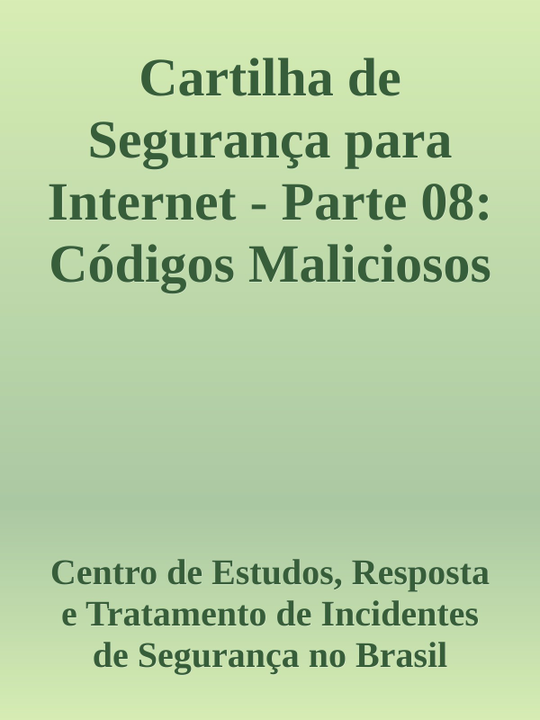 Cartilha de
Segurança para
Internet - Parte 08:
Códigos Maliciosos
Centro de Estudos, Resposta
e Tratamento de Incidentes
de Segurança no Brasil